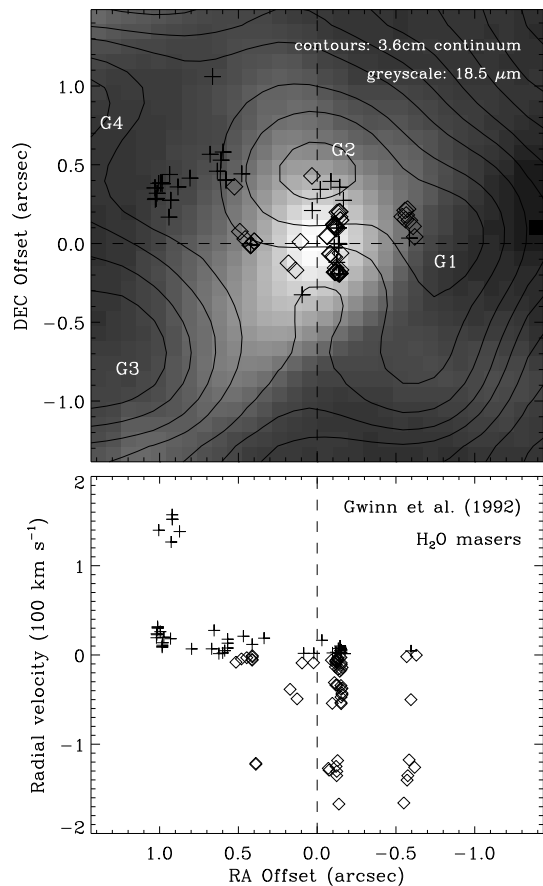 contours: 3.6cm continuum
greyscale: 18.5 μm
G4
G2
G1
G3
DEC Offset (arcsec)
1.0
0.5
0.0
−0.5
−1.0
Gwinn et al. (1992)
H₂O masers
Radial velocity (100 km s⁻¹)
2
1
0
−1
−2
1.0 0.5 0.0 −0.5 −1.0
RA Offset (arcsec)